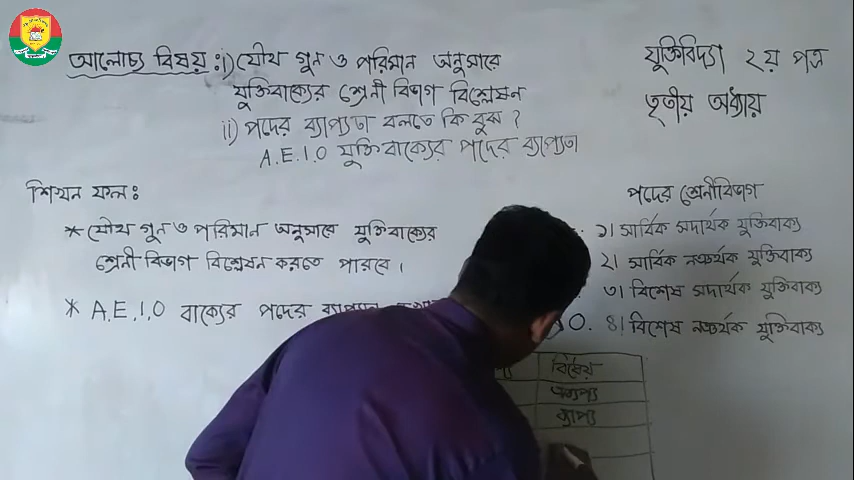 আলোচ্য বিষয়ঃ i) যৌথ গুন ও পরিমান অনুসারে
যুক্তিবাক্যের শ্রেনী বিভাগ বিশ্লেষন
ii) পদের ব্যাপ্যতা বলতে কি বুঝ ?
A.E.I.O যুক্তিবাক্যের পদের ব্যাপ্যতা
যুক্তিবিদ্যা ২য় পত্র
তৃতীয় অধ্যায়
শিখন ফলঃ
* যৌথ গুন ও পরিমান অনুসারে যুক্তিবাক্যের
শ্রেনী বিভাগ বিশ্লেষন করতে পারবে ।
* A,E,I,O বাক্যের পদের
পদের শ্রেনীবিভাগ
১। সার্বিক সদার্থক যুক্তিবাক্য
২। সার্বিক নঞর্থক যুক্তিবাক্য
৩। বিশেষ সদার্থক যুক্তিবাক্য
O. ৪। বিশেষ নঞর্থক যুক্তিবাক্য
বিধেয়
অব্যাপ্য
ব্যাপ্য